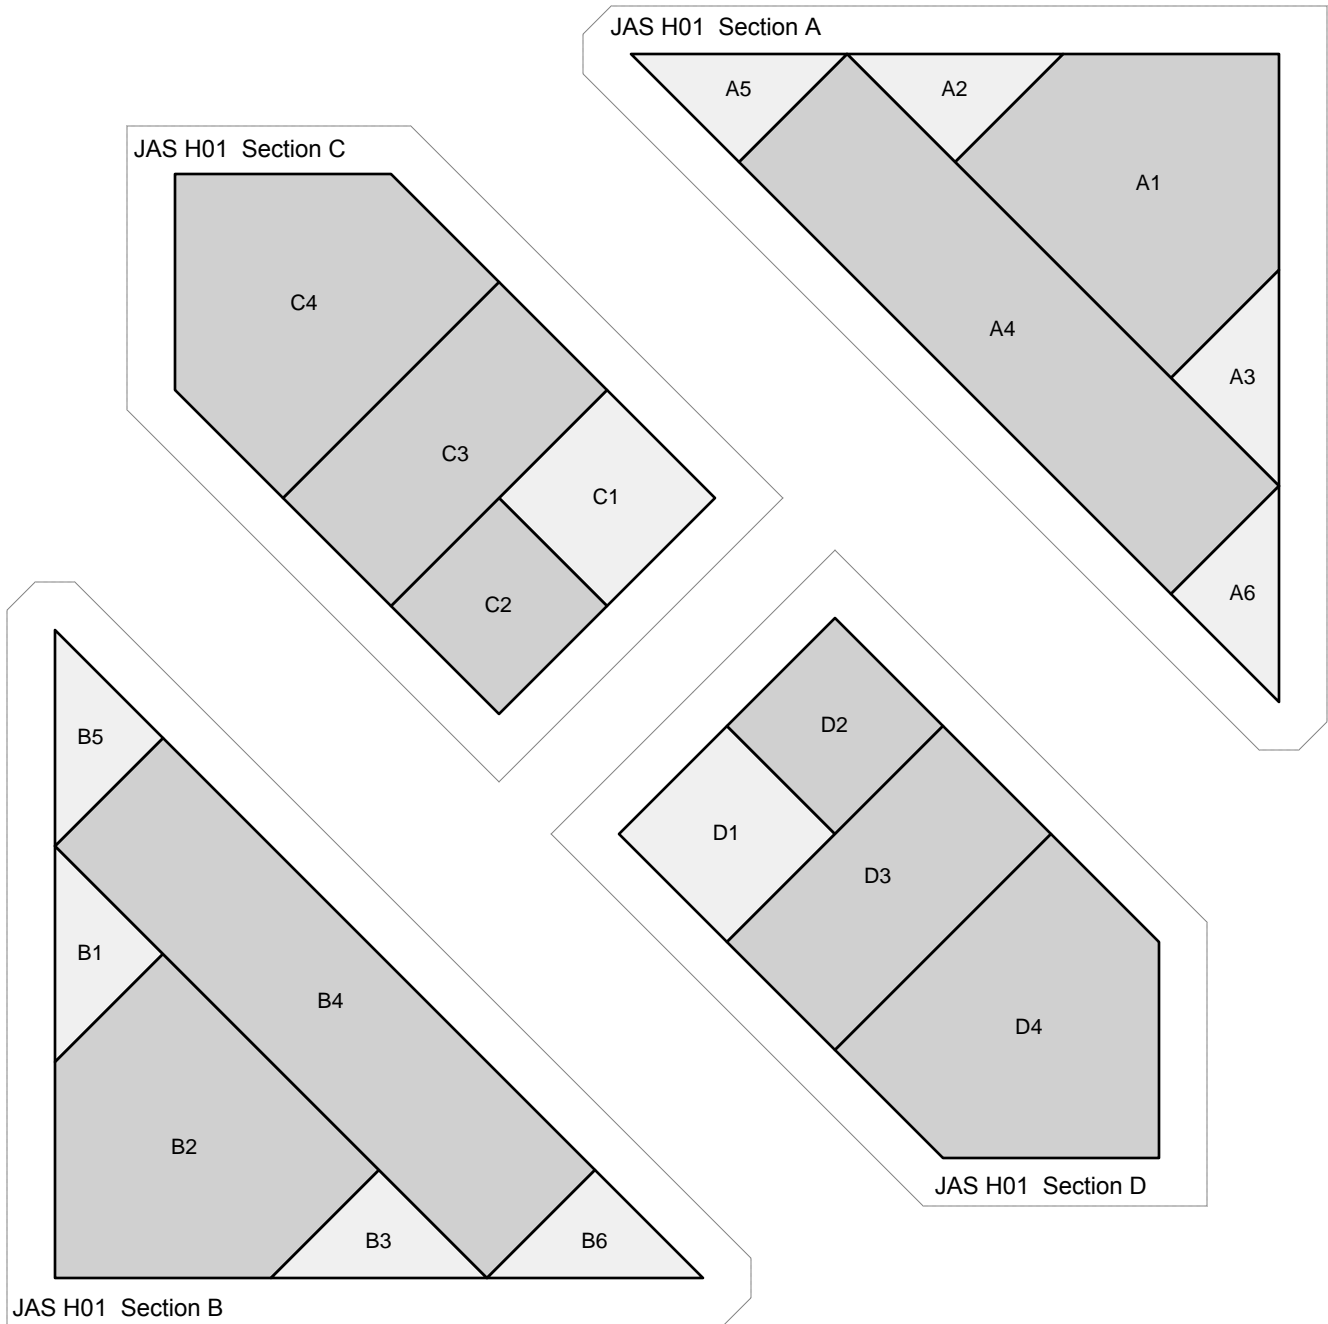 JAS H01  Section A
A5
A2
A1
A4
A3
A6
JAS H01  Section C
C4
C3
C1
C2
B5
B1
B4
B2
B3
B6
JAS H01  Section B
D2
D1
D3
D4
JAS H01  Section D